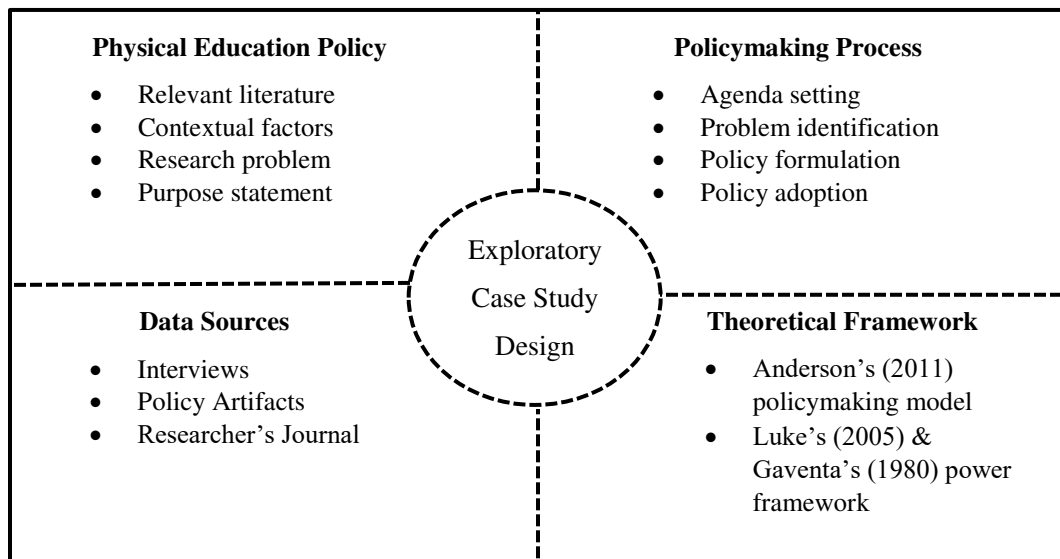 Physical Education Policy
• Relevant literature
• Contextual factors
• Research problem
• Purpose statement
Policymaking Process
• Agenda setting
• Problem identification
• Policy formulation
• Policy adoption
Exploratory
Case Study
Design
Data Sources
• Interviews
• Policy Artifacts
• Researcher’s Journal
Theoretical Framework
• Anderson’s (2011)
policymaking model
• Luke’s (2005) &
Gaventa’s (1980) power
framework